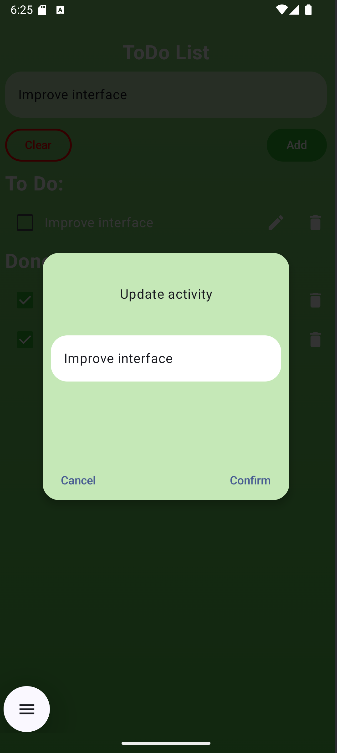 6:25
ToDo List
Improve interface
Clear
Add
To Do:
Improve interface
Don
Update activity
Improve interface
Cancel
Confirm